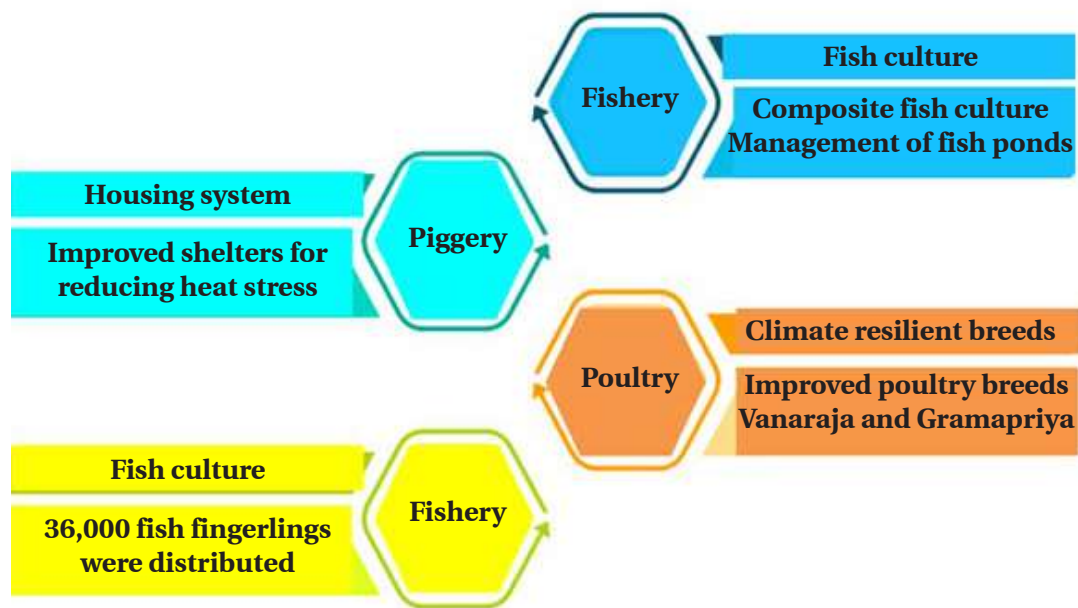 Fishery
Fish culture
Composite fish culture
Management of fish ponds
Piggery
Housing system
Improved shelters for
reducing heat stress
Poultry
Climate resilient breeds
Improved poultry breeds
Vanaraja and Gramapriya
Fishery
Fish culture
36,000 fish fingerlings
were distributed